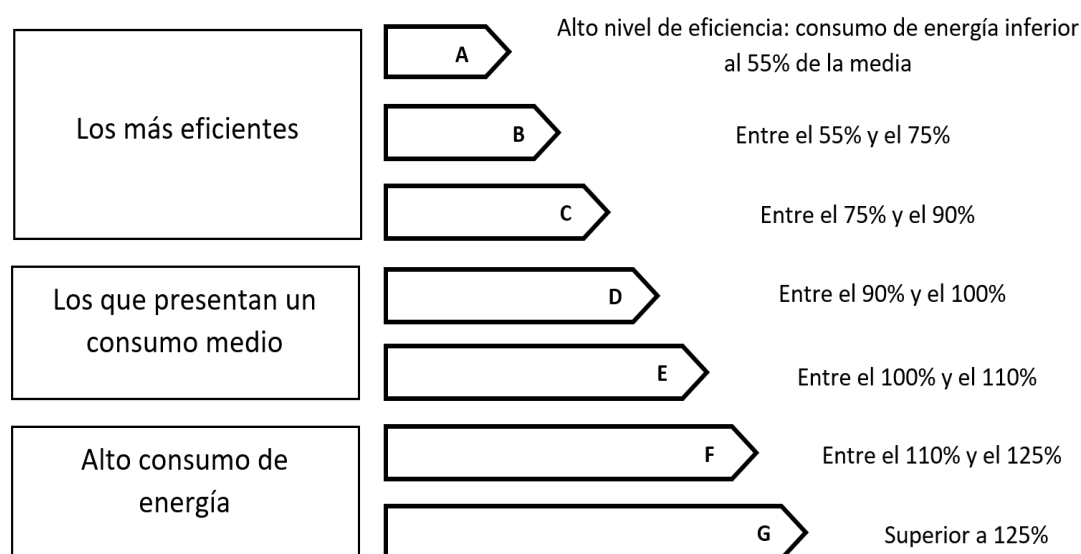 Los más eficientes
A
Alto nivel de eficiencia: consumo de energía inferior
al 55% de la media
B
Entre el 55% y el 75%
C
Entre el 75% y el 90%
Los que presentan un
consumo medio
D
Entre el 90% y el 100%
E
Entre el 100% y el 110%
Alto consumo de
energía
F
Entre el 110% y el 125%
G
Superior a 125%